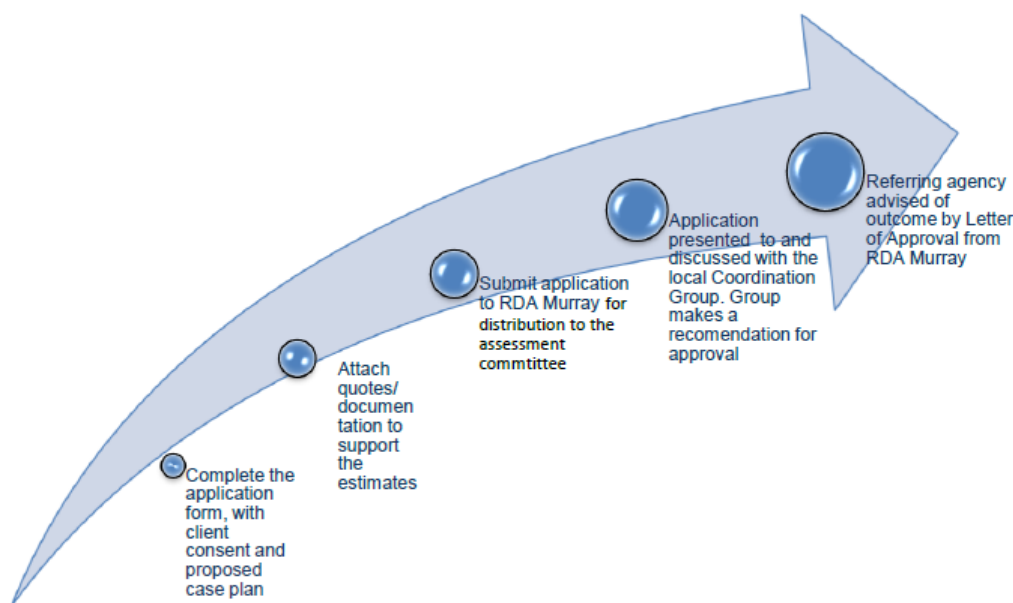 Complete the
application
form, with
client
consent and
proposed
case plan
Attach
quotes/
documen
tation to
support
the
estimates
Submit application
to RDA Murray for
distribution to the
assessment
commtittee
Application
presented to and
discussed with the
local Coordination
Group. Group
makes a
recomendation for
approval
Referring agency
advised of
outcome by Letter
of Approval from
RDA Murray